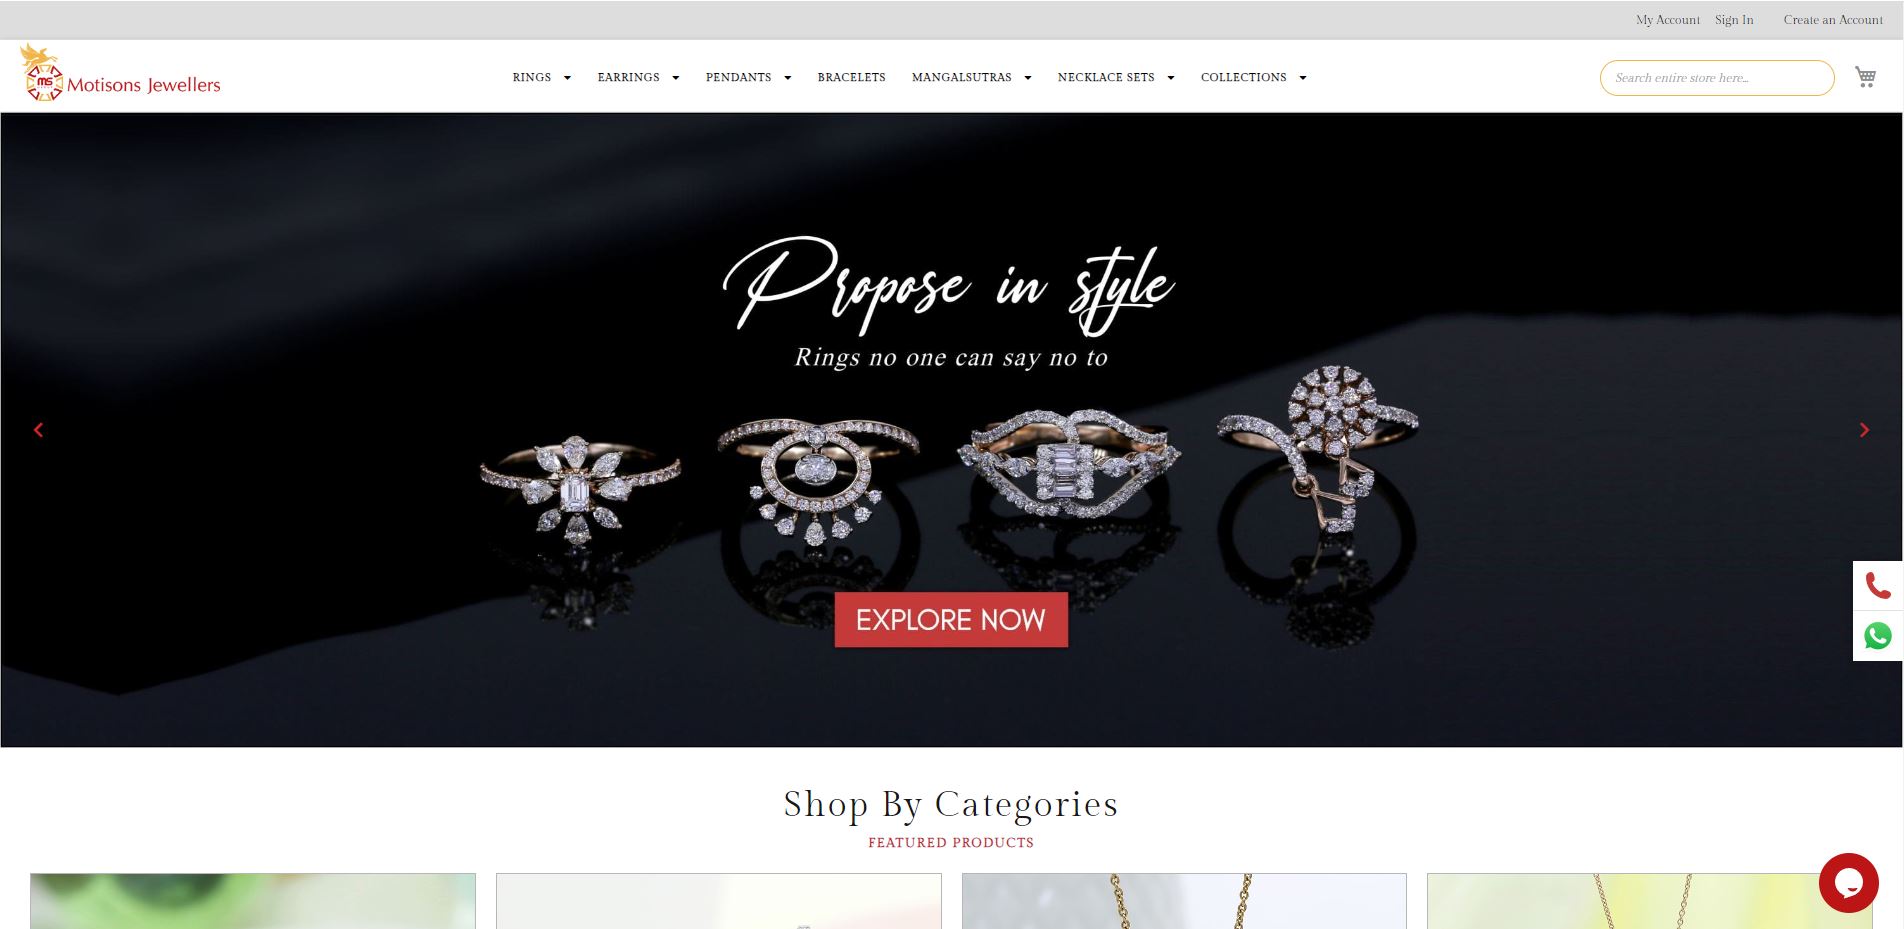 My Account Sign In Create an Account
MS
Motisons Jewellers
RINGS EARRINGS PENDANTS BRACELETS MANGALSUTRAS NECKLACE SETS COLLECTIONS
Search entire store here...
Propose in style
Rings no one can say no to
EXPLORE NOW
Shop By Categories
FEATURED PRODUCTS